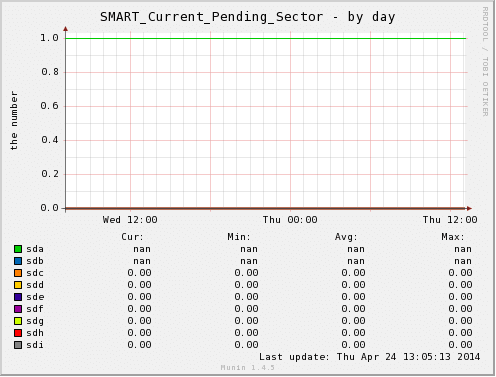 SMART_Current_Pending_Sector - by day
RRDTOOL / TOBI OETIKER
the number
1.0
0.8
0.6
0.4
0.2
0.0
Wed 12:00 Thu 00:00 Thu 12:00
Cur: Min: Avg: Max:
sda nan nan nan nan
sdb nan nan nan nan
sdc 0.00 0.00 0.00 0.00
sdd 0.00 0.00 0.00 0.00
sde 0.00 0.00 0.00 0.00
sdf 0.00 0.00 0.00 0.00
sdg 0.00 0.00 0.00 0.00
sdh 0.00 0.00 0.00 0.00
sdi 0.00 0.00 0.00 0.00
Last update: Thu Apr 24 13:05:13 2014
Munin 1.4.5